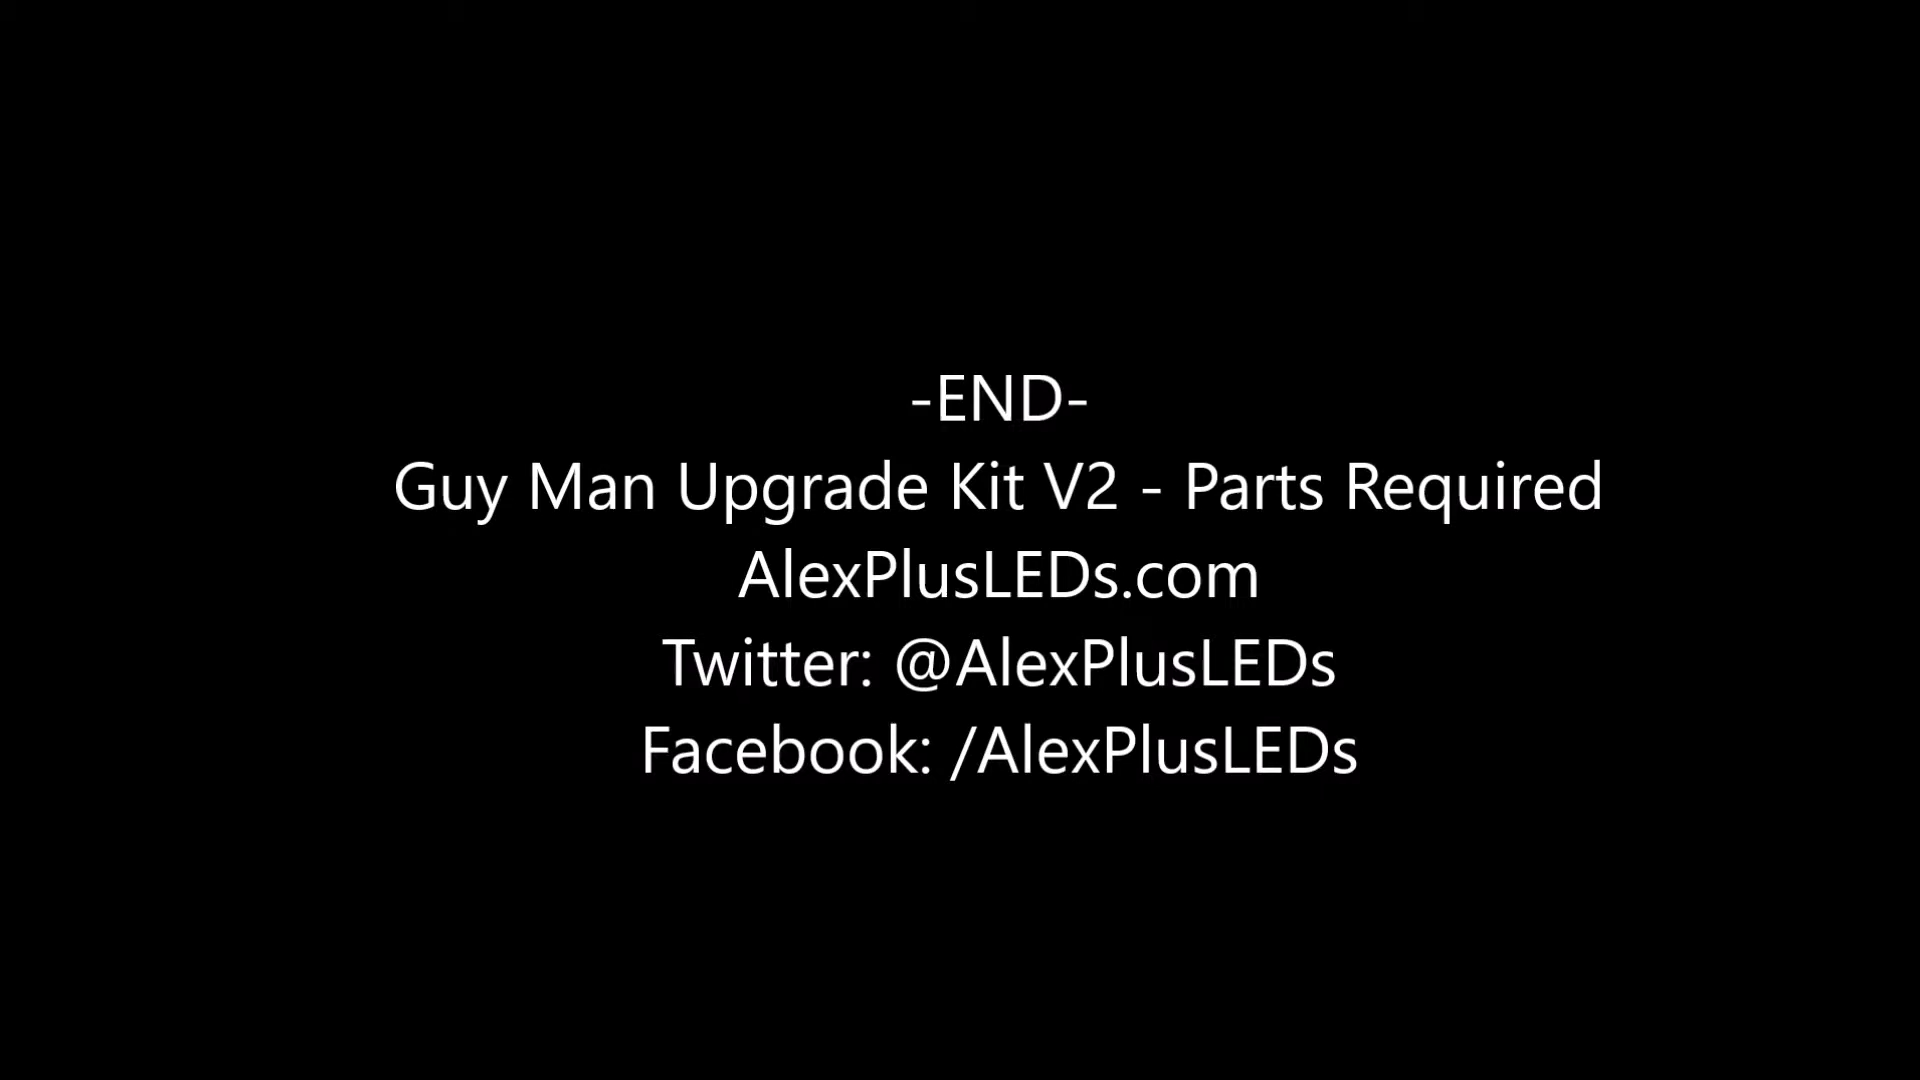 -END-
Guy Man Upgrade Kit V2 - Parts Required
AlexPlusLEDs.com
Twitter: @AlexPlusLEDs
Facebook: /AlexPlusLEDs